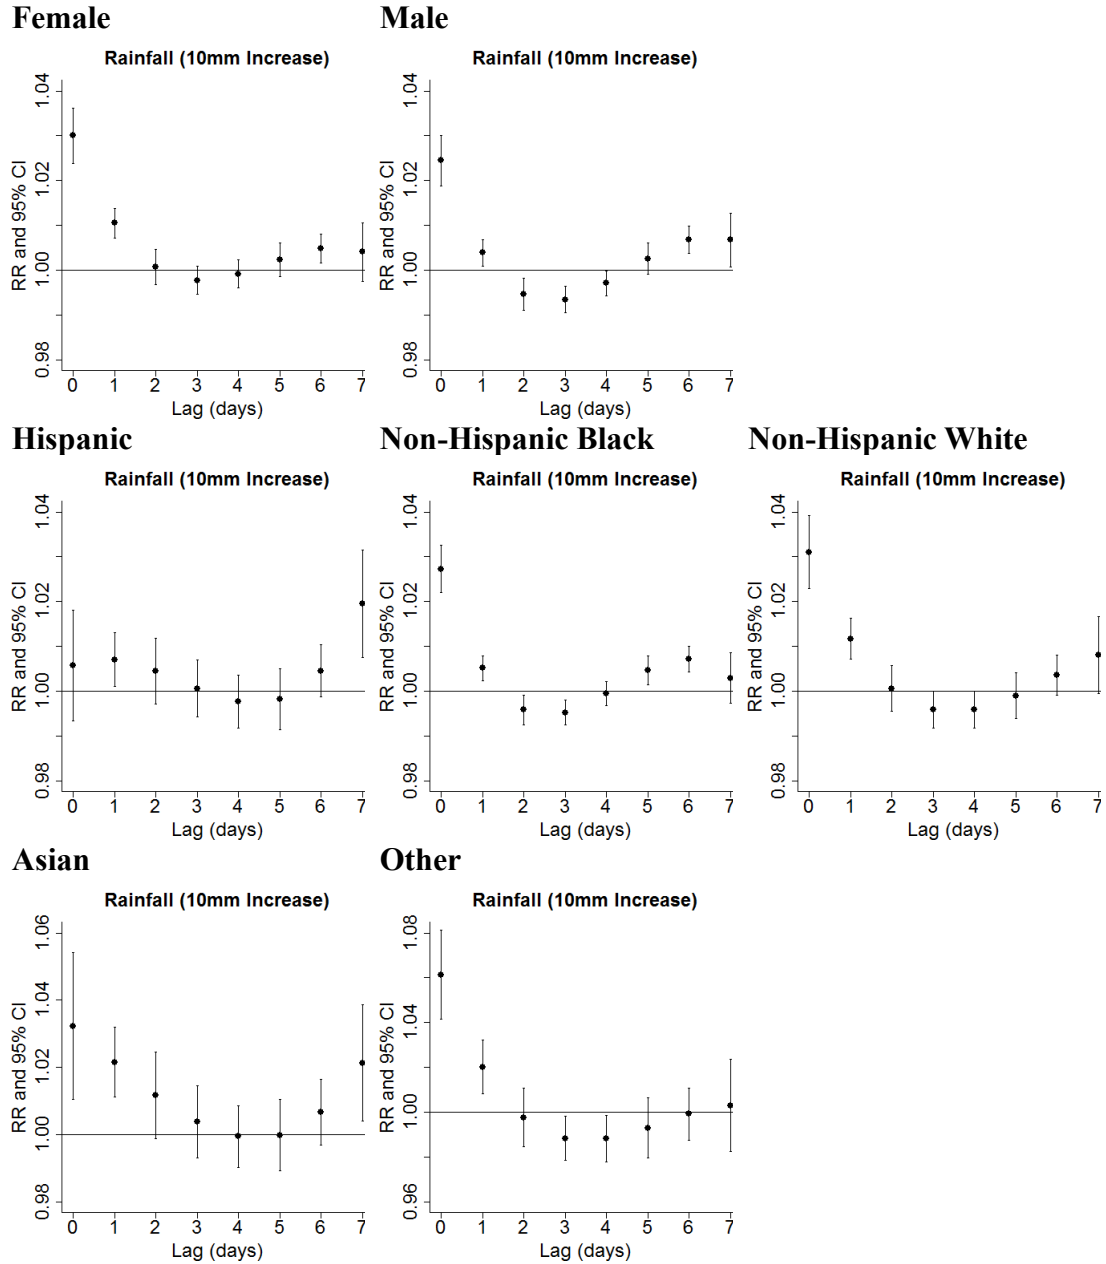 Female Male
Rainfall (10mm Increase) Rainfall (10mm Increase)
RR and 95% CI
0.98 1.00 1.02 1.04
0 1 2 3 4 5 6 7
Lag (days)
RR and 95% CI
0.98 1.00 1.02 1.04
0 1 2 3 4 5 6 7
Lag (days)
Hispanic Non-Hispanic Black Non-Hispanic White
Rainfall (10mm Increase) Rainfall (10mm Increase) Rainfall (10mm Increase)
RR and 95% CI
0.98 1.00 1.02 1.04
0 1 2 3 4 5 6 7
Lag (days)
RR and 95% CI
0.98 1.00 1.02 1.04
0 1 2 3 4 5 6 7
Lag (days)
RR and 95% CI
0.98 1.00 1.02 1.04
0 1 2 3 4 5 6 7
Lag (days)
Asian Other
Rainfall (10mm Increase) Rainfall (10mm Increase)
RR and 95% CI
0.98 1.00 1.02 1.04 1.06
0 1 2 3 4 5 6 7
Lag (days)
RR and 95% CI
0.96 1.00 1.04 1.08
0 1 2 3 4 5 6 7
Lag (days)